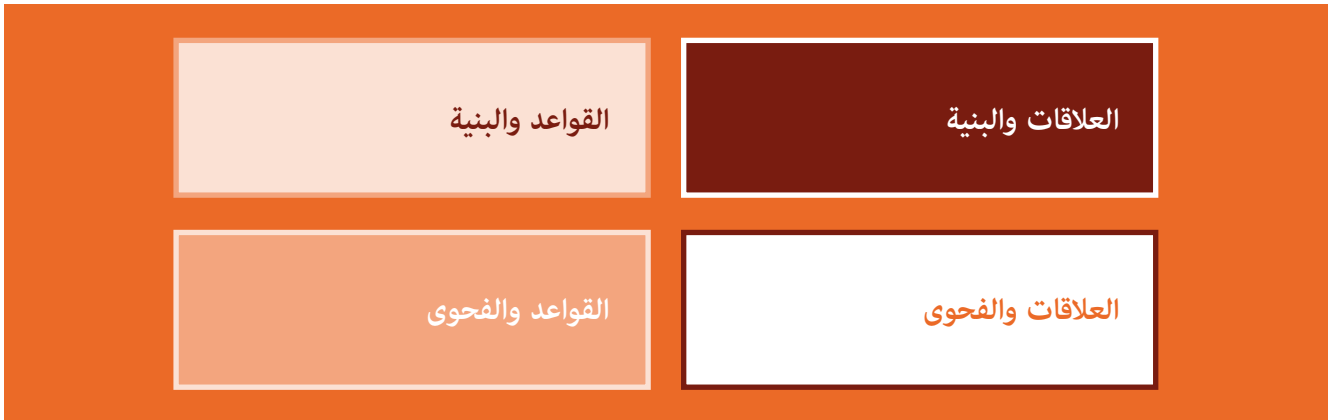 العلاقات والبنية
القواعد والبنية
العلاقات والفحوى
القواعد والفحوى